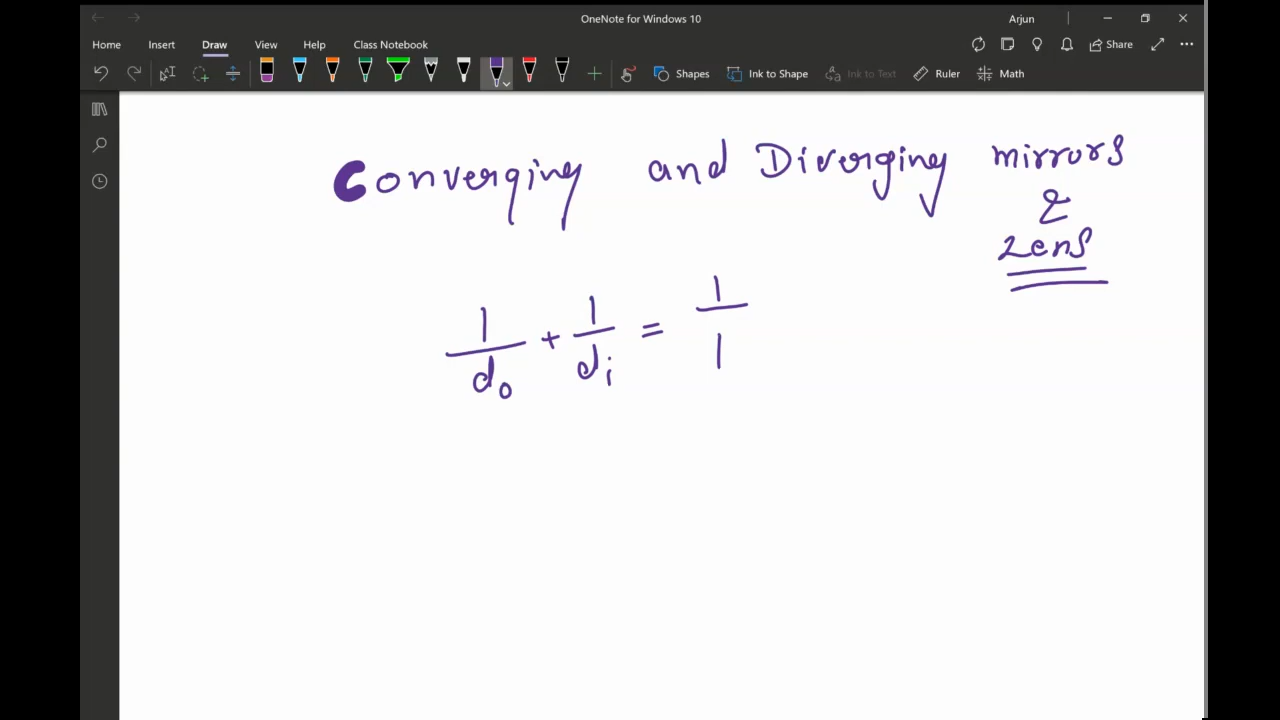 OneNote for Windows 10
Arjun
Home Insert Draw View Help Class Notebook
Share
Shapes Ink to Shape Ink to Text Ruler Math
Converging and Diverging mirrors
&
Lens
1/do + 1/di = 1/1